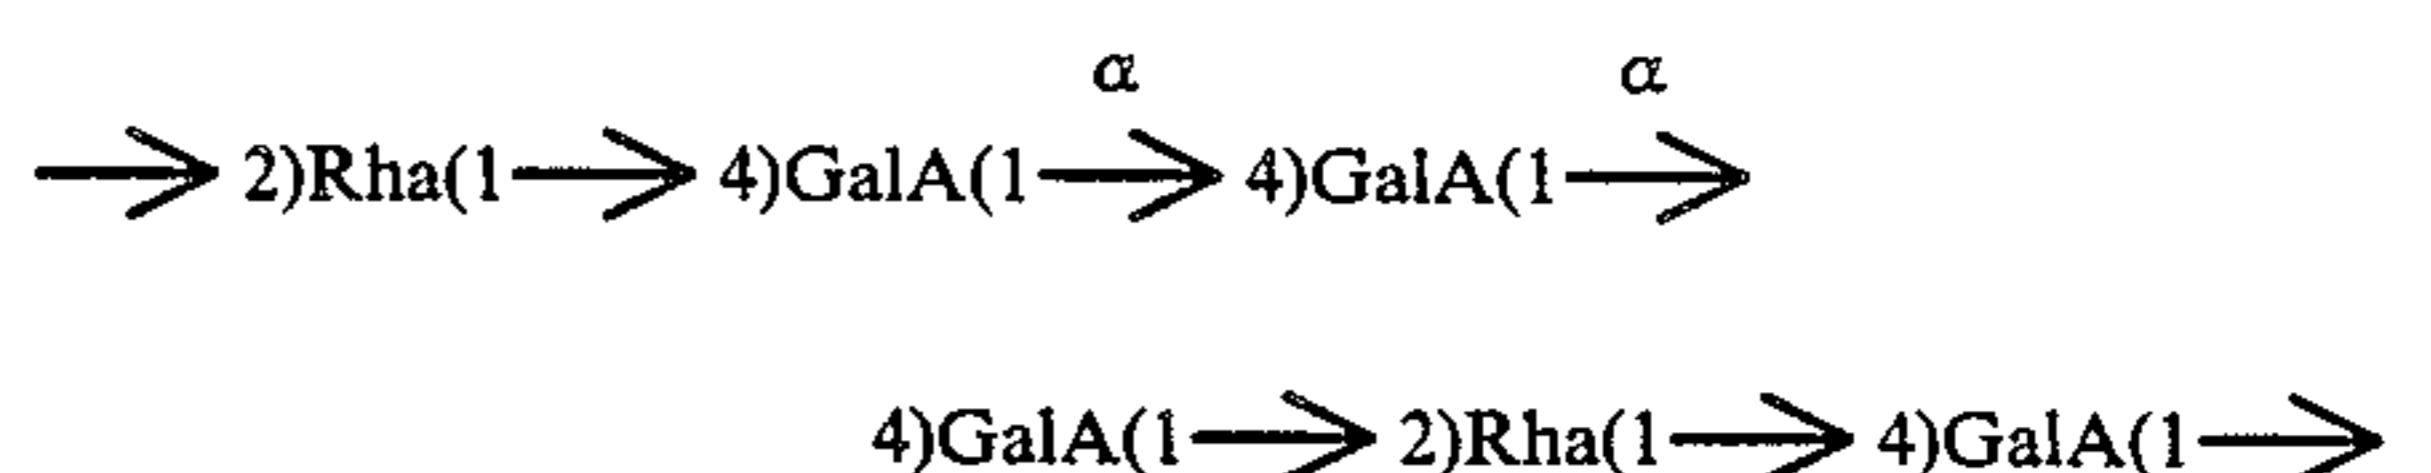 α α
⟶ 2)Rha(1 ⟶ 4)GalA(1 ⟶ 4)GalA(1 ⟶
4)GalA(1 ⟶ 2)Rha(1 ⟶ 4)GalA(1 ⟶